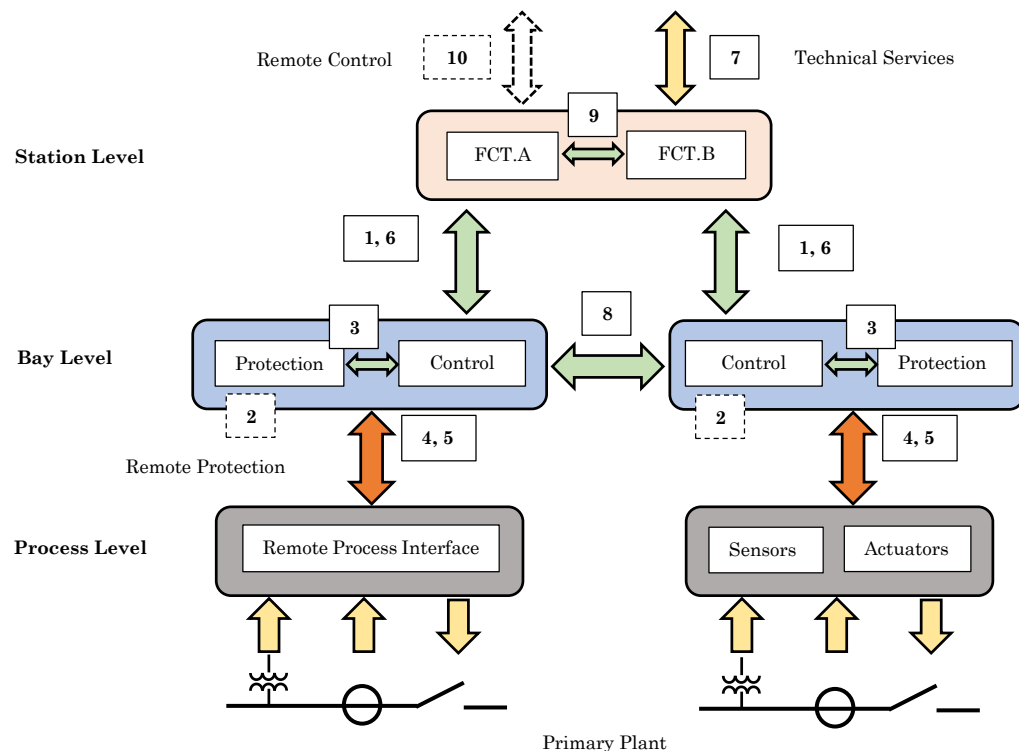 Remote Control
10
7
Technical Services
9
Station Level
FCT.A
FCT.B
1, 6
1, 6
8
3
3
Bay Level
Protection
Control
Control
Protection
2
2
4, 5
4, 5
Remote Protection
Process Level
Remote Process Interface
Sensors
Actuators
Primary Plant